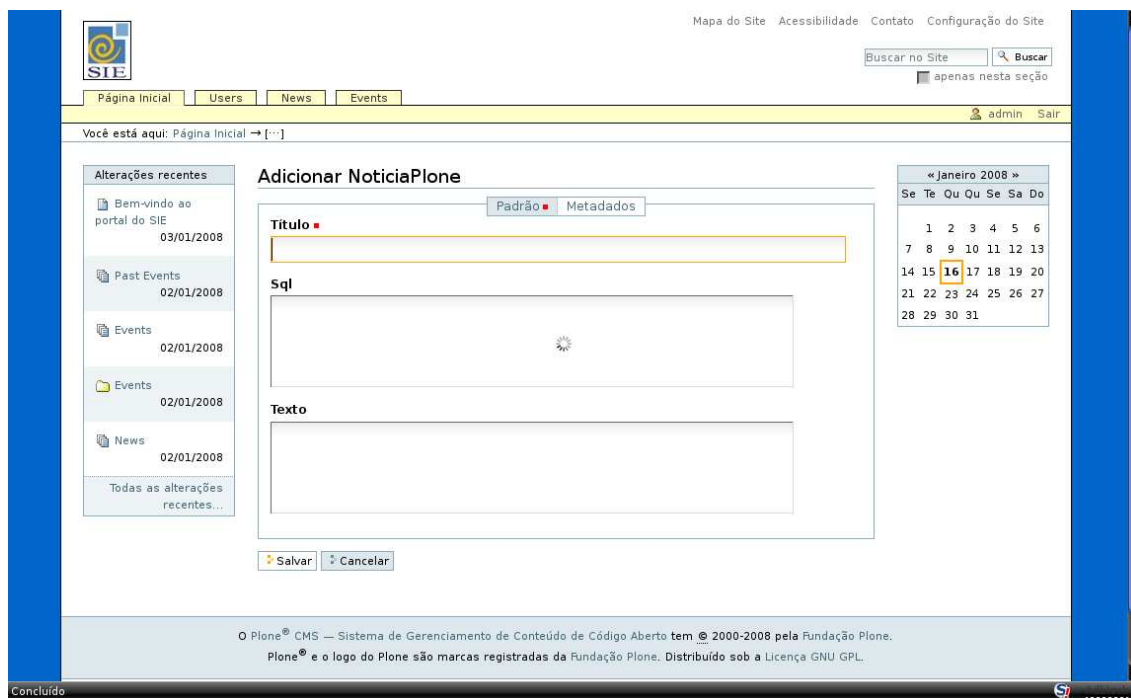 Mapa do Site Acessibilidade Contato Configuração do Site
SIE
Buscar no Site Buscar
apenas nesta seção
Página Inicial Users News Events
admin Sair
Você está aqui: Página Inicial → [⋯]
Alterações recentes
Bem-vindo ao
portal do SIE
03/01/2008
Past Events
02/01/2008
Events
02/01/2008
Events
02/01/2008
News
02/01/2008
Todas as alterações
recentes...
Adicionar NoticiaPlone
Padrão Metadados
Título
Sql
Texto
Salvar Cancelar
« Janeiro 2008 »
Se Te Qu Qu Se Sa Do
1 2 3 4 5 6
7 8 9 10 11 12 13
14 15 16 17 18 19 20
21 22 23 24 25 26 27
28 29 30 31
O Plone® CMS — Sistema de Gerenciamento de Conteúdo de Código Aberto tem © 2000-2008 pela Fundação Plone.
Plone® e o logo do Plone são marcas registradas da Fundação Plone. Distribuído sob a Licença GNU GPL.
Concluído